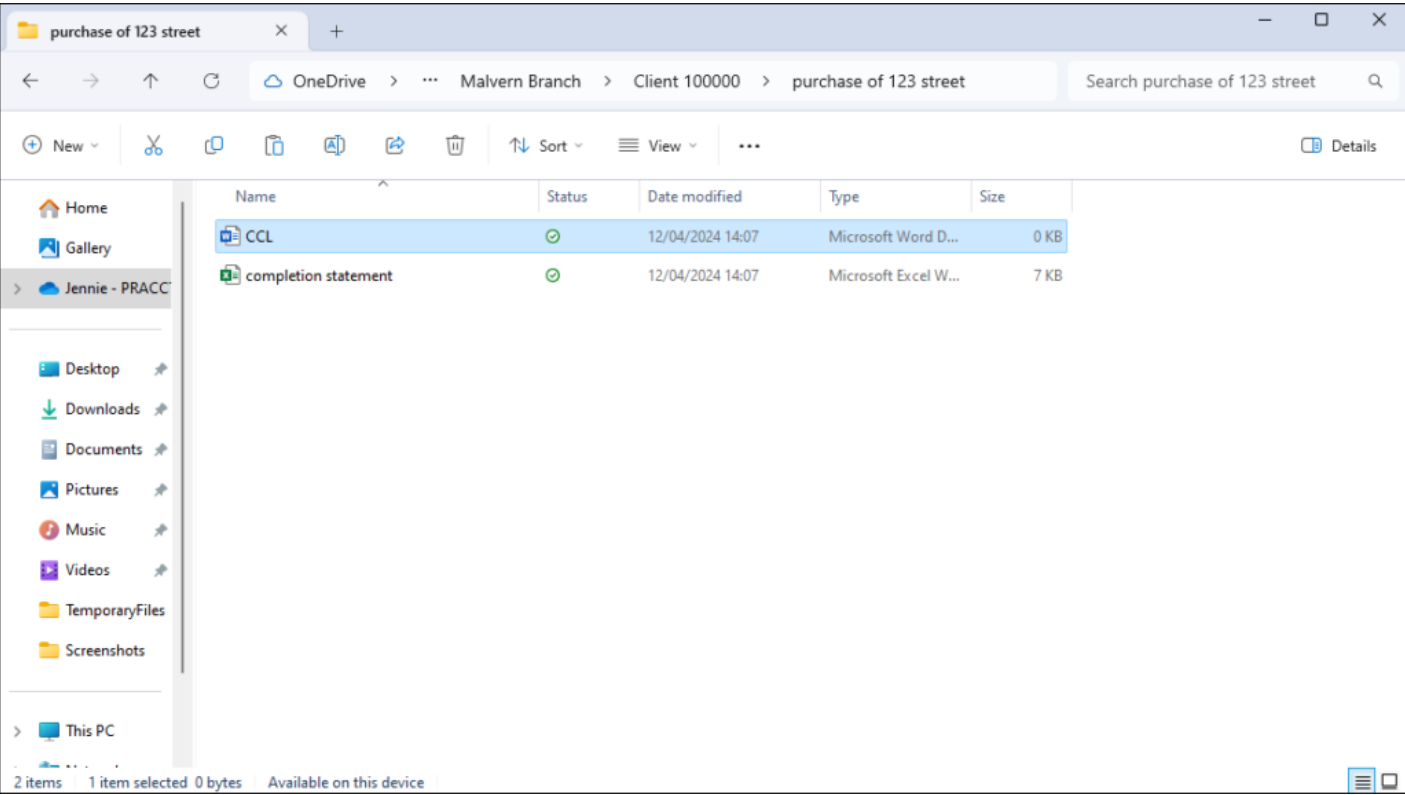 purchase of 123 street
OneDrive > ... Malvern Branch > Client 100000 > purchase of 123 street
Search purchase of 123 street
New Sort View ... Details
Name Status Date modified Type Size
CCL 12/04/2024 14:07 Microsoft Word D... 0 KB
completion statement 12/04/2024 14:07 Microsoft Excel W... 7 KB
Home
Gallery
Jennie - PRACC
Desktop
Downloads
Documents
Pictures
Music
Videos
TemporaryFiles
Screenshots
This PC
2 items 1 item selected 0 bytes Available on this device